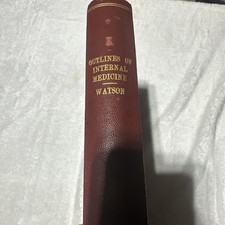 OUTLINES OF
INTERNAL
MEDICINE
WATSON